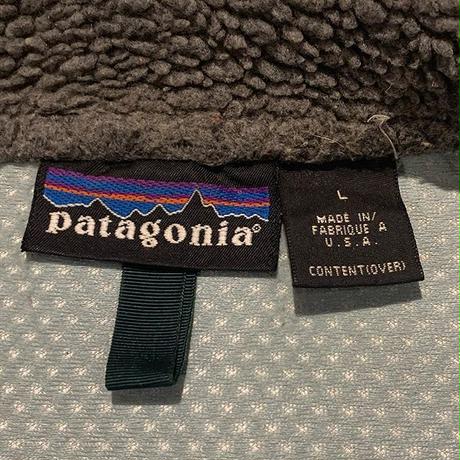 patagonia®
L
MADE IN/
FABRIQUE A
U.S.A.
CONTENT(OVER)